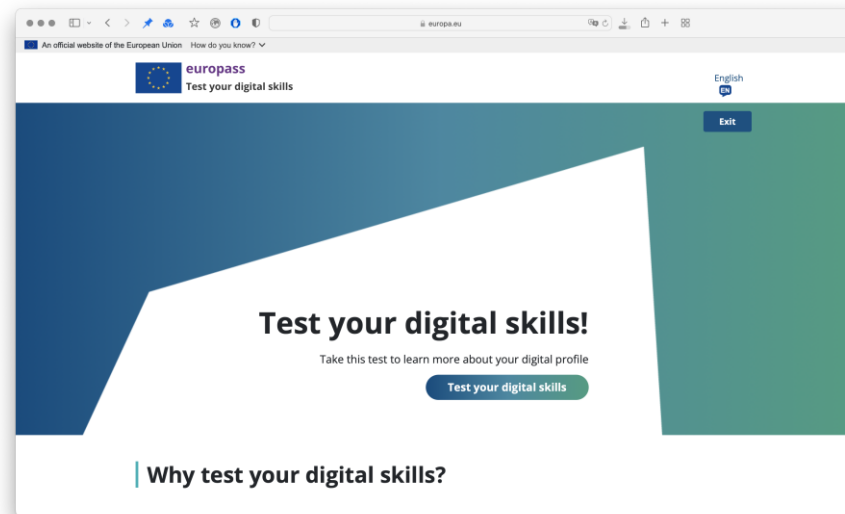 europa.eu
An official website of the European Union How do you know?
europass
Test your digital skills
English
EN
Exit
Test your digital skills!
Take this test to learn more about your digital profile
Test your digital skills
Why test your digital skills?